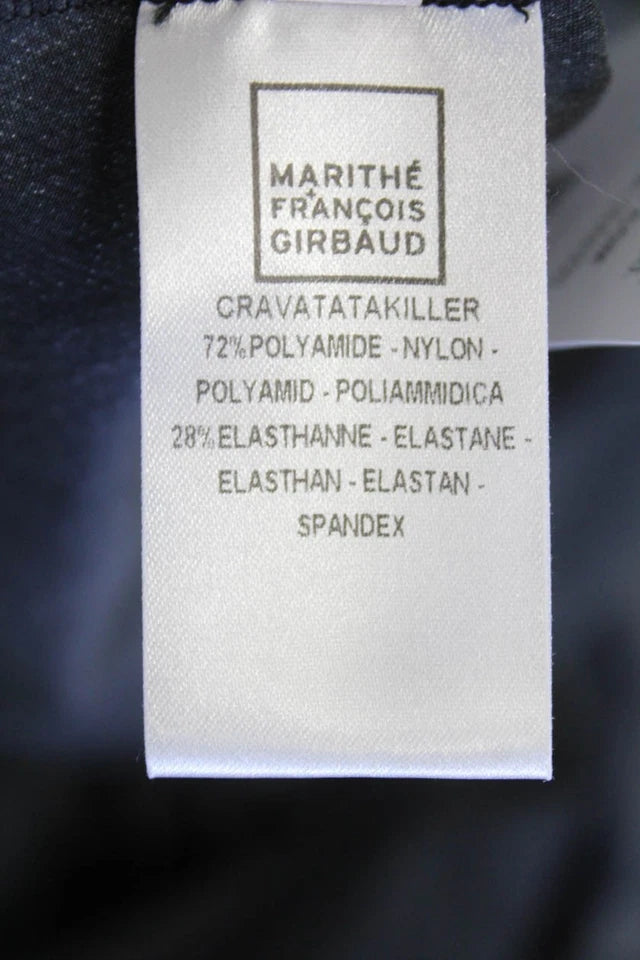 MARITHÉ
+
FRANÇOIS
GIRBAUD
CRAVATATAKILLER
72%POLYAMIDE - NYLON -
POLYAMID - POLIAMMIDICA
28%ELASTHANNE - ELASTANE -
ELASTHAN - ELASTAN -
SPANDEX